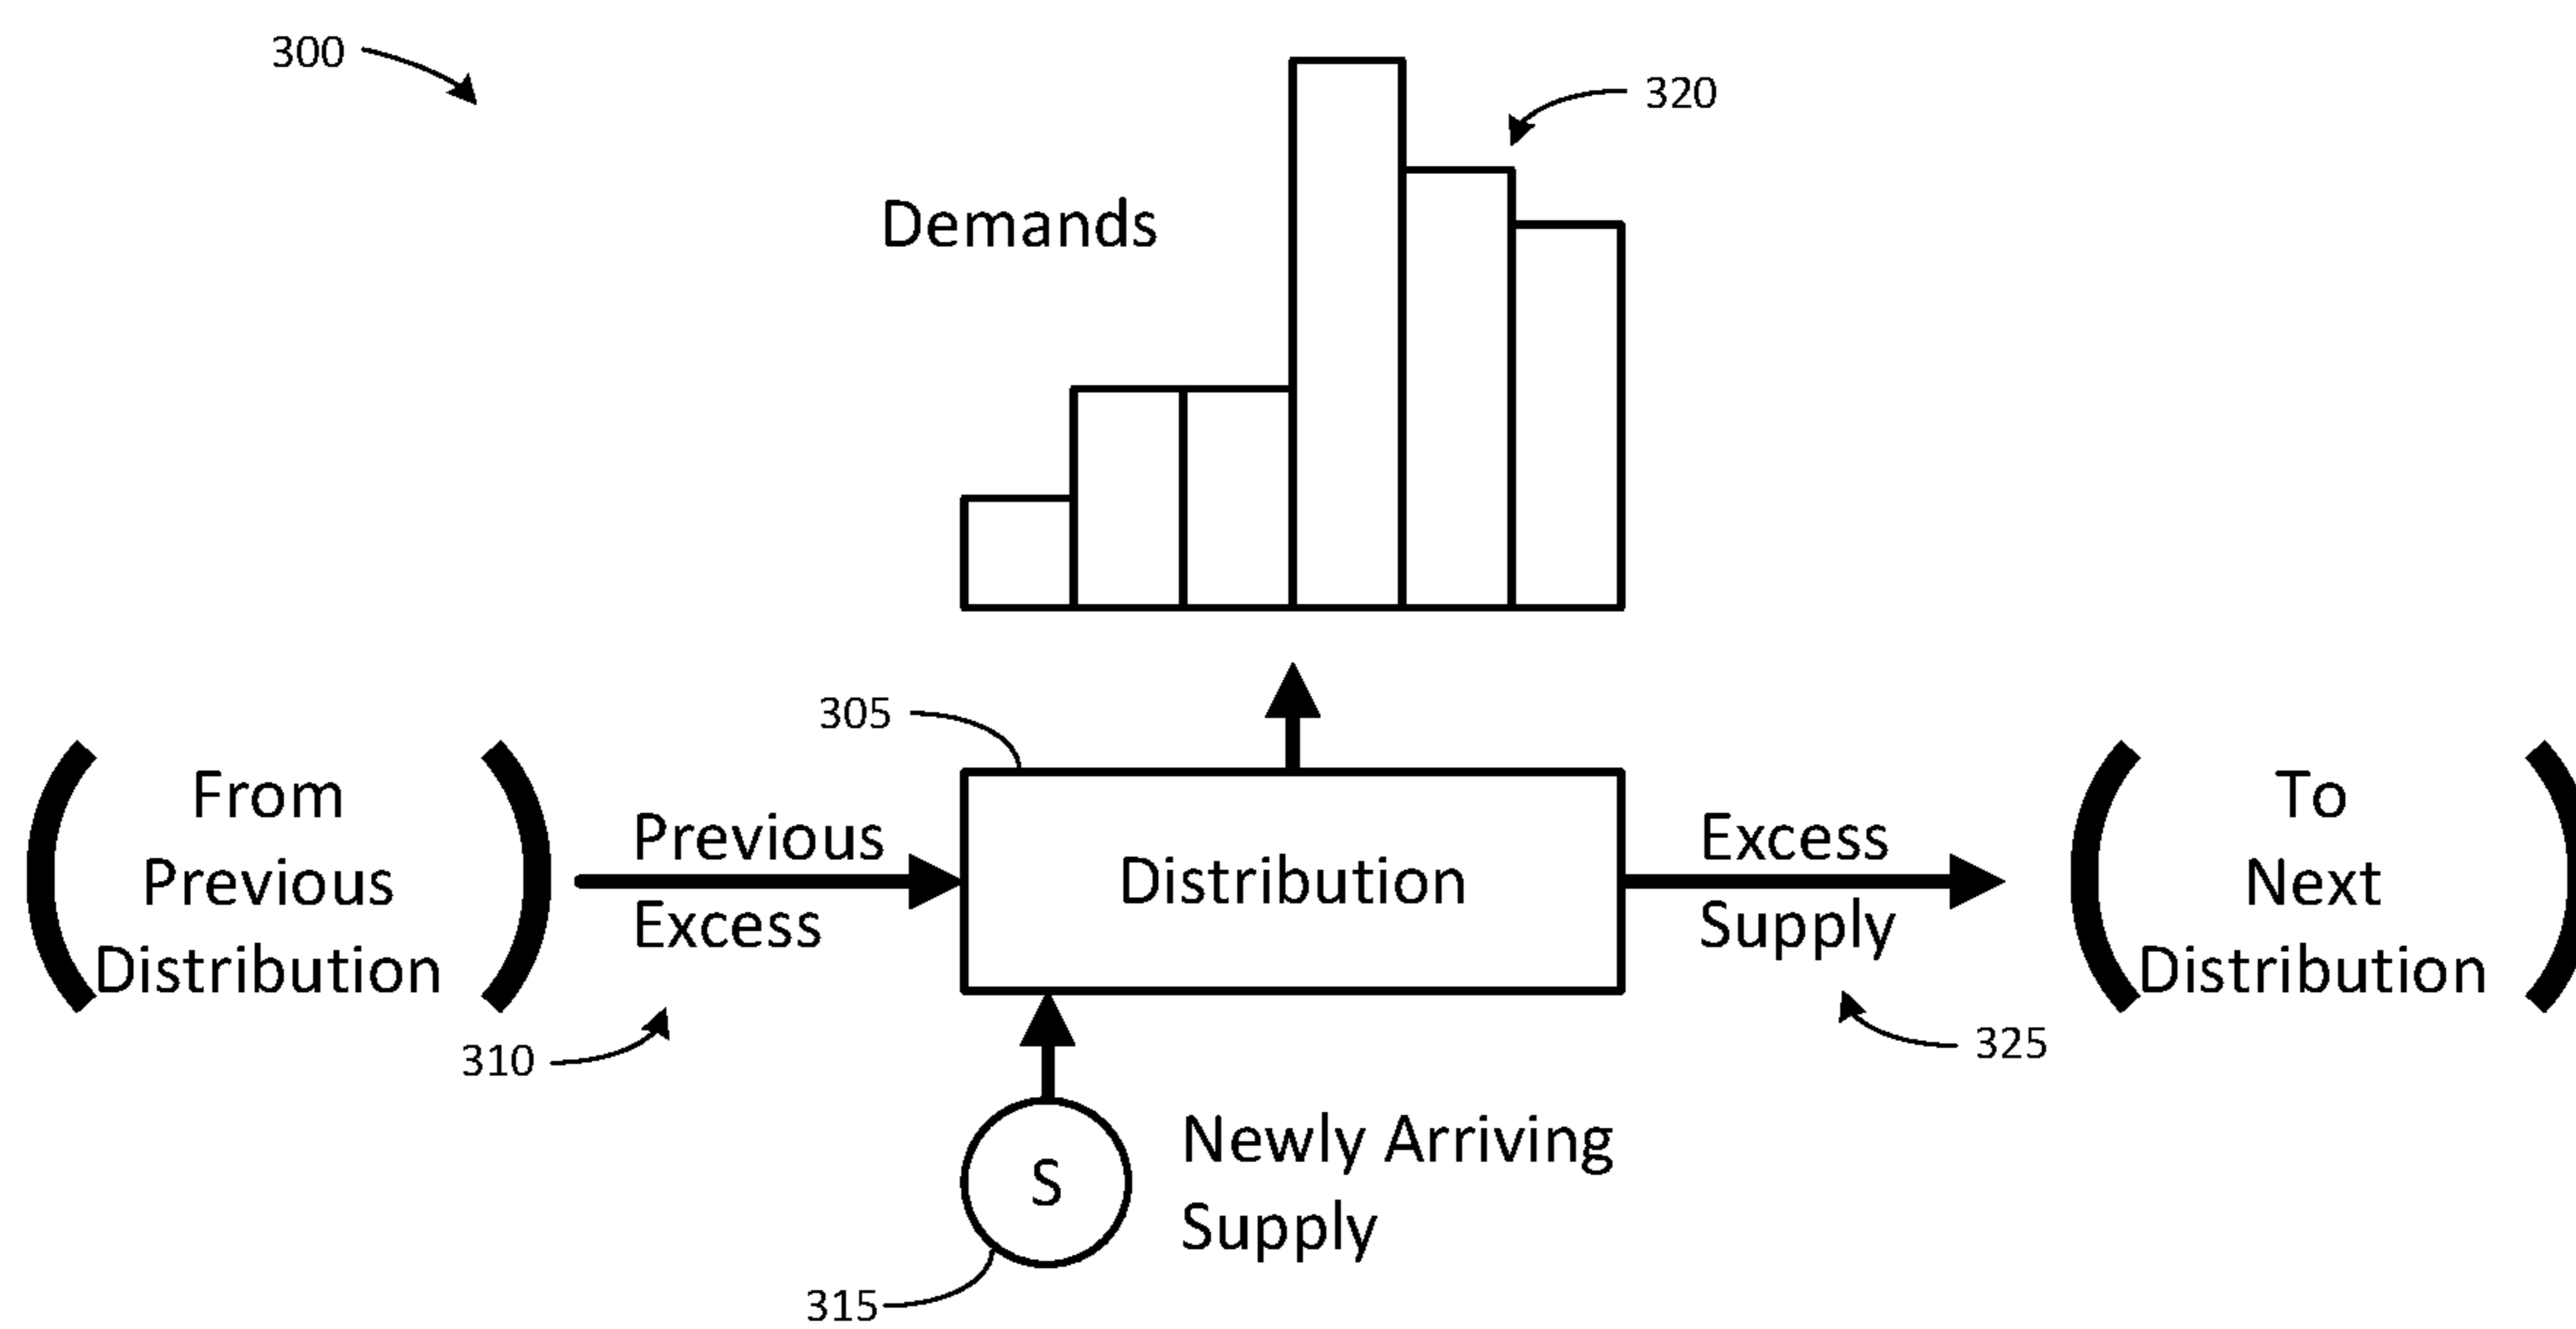 300
320
Demands
305
From
Previous
Distribution
Previous
Excess
Distribution
Excess
Supply
To
Next
Distribution
310
325
S
Newly Arriving
Supply
315